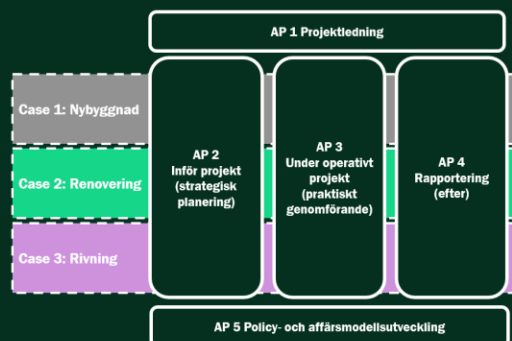 AP 1 Projektledning
Case 1: Nybyggnad
Case 2: Renovering
Case 3: Rivning
AP 2
Inför projekt
(strategisk
planering)
AP 3
Under operativt
projekt
(praktiskt
genomförande)
AP 4
Rapportering
(efter)
AP 5 Policy- och affärsmodellsutveckling